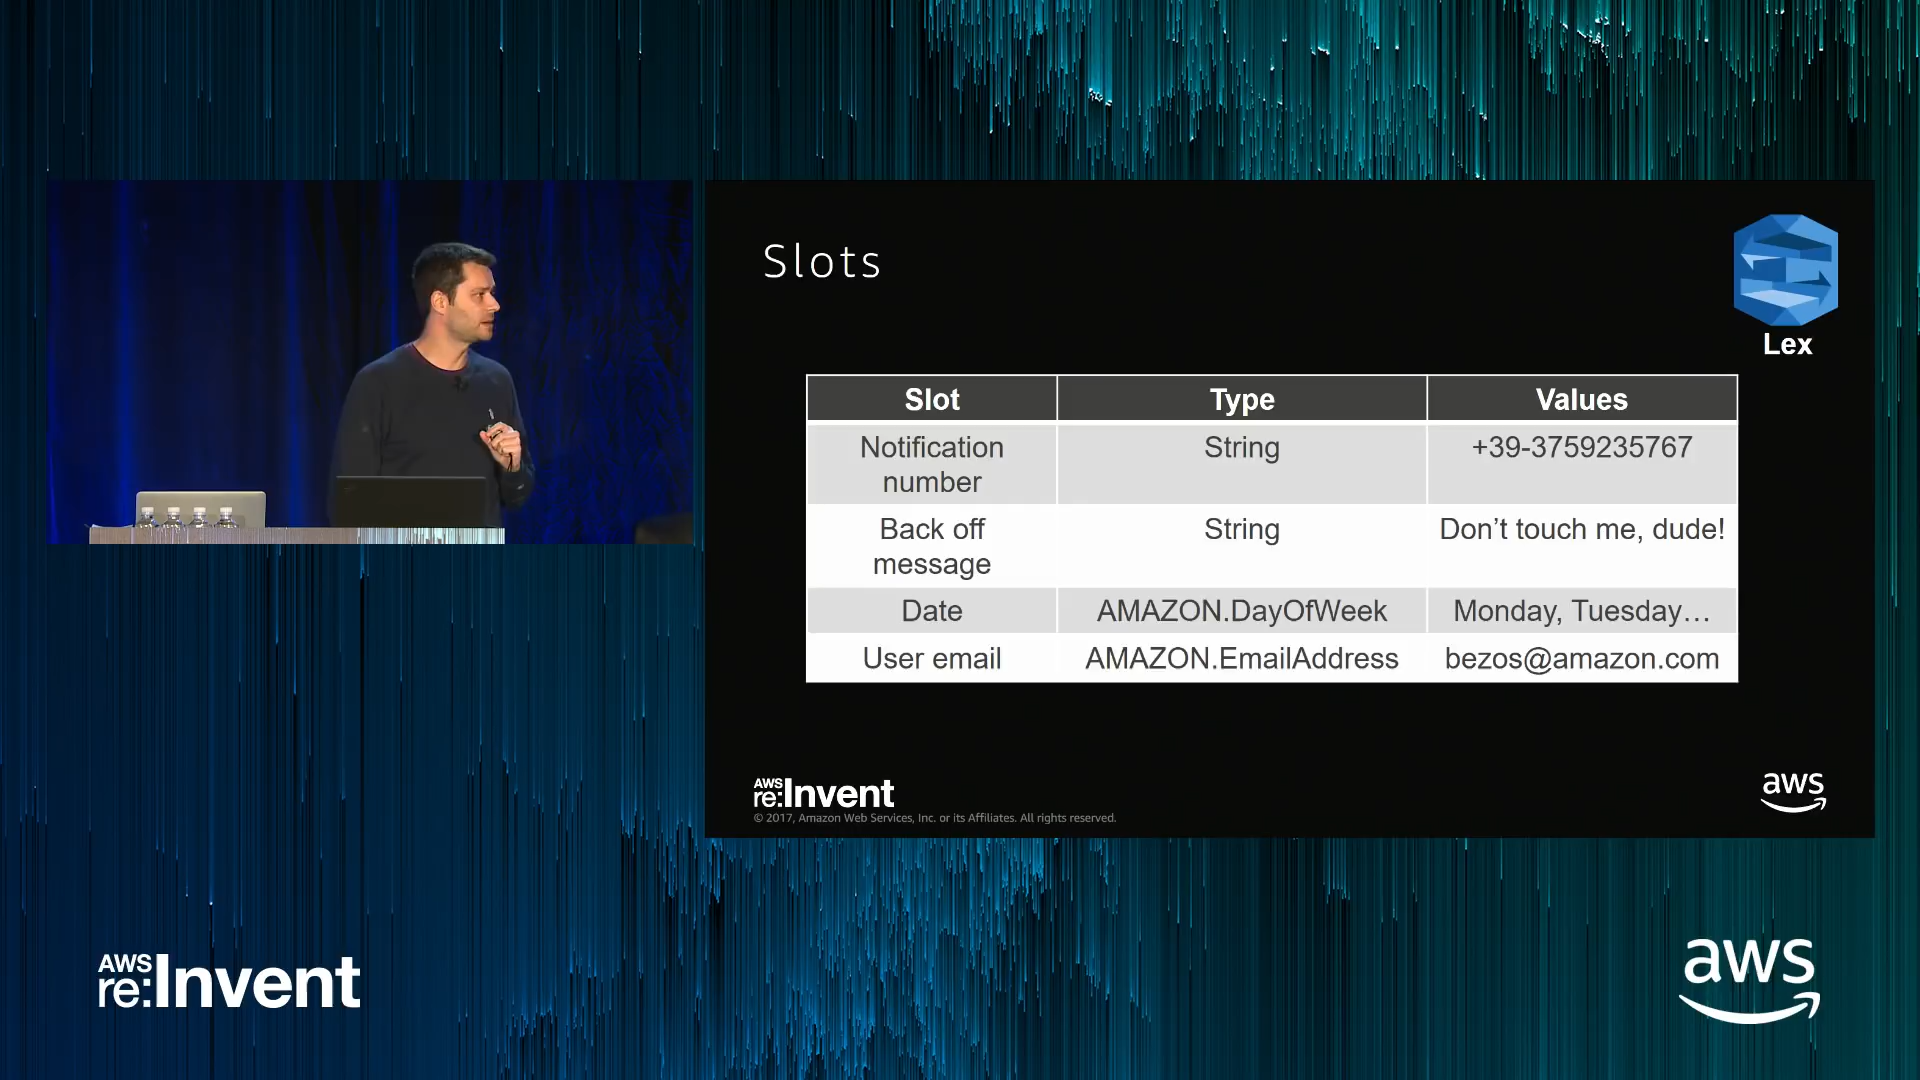 Slots
Lex
Slot Type Values
Notification number String +39-3759235767
Back off message String Don’t touch me, dude!
Date AMAZON.DayOfWeek Monday, Tuesday…
User email AMAZON.EmailAddress bezos@amazon.com
AWS
re:Invent
© 2017, Amazon Web Services, Inc. or its Affiliates. All rights reserved.
aws
AWS
re:Invent
aws